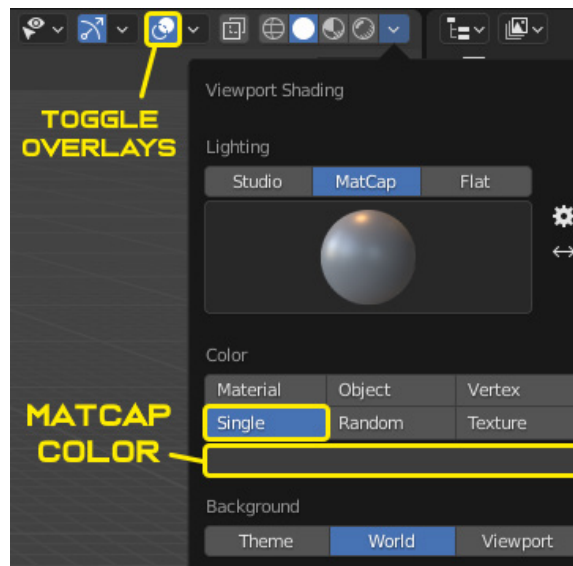 TOGGLE
OVERLAYS
Viewport Shading
Lighting
Studio MatCap Flat
Color
Material Object Vertex
MATCAP
COLOR
Single Random Texture
Background
Theme World Viewport